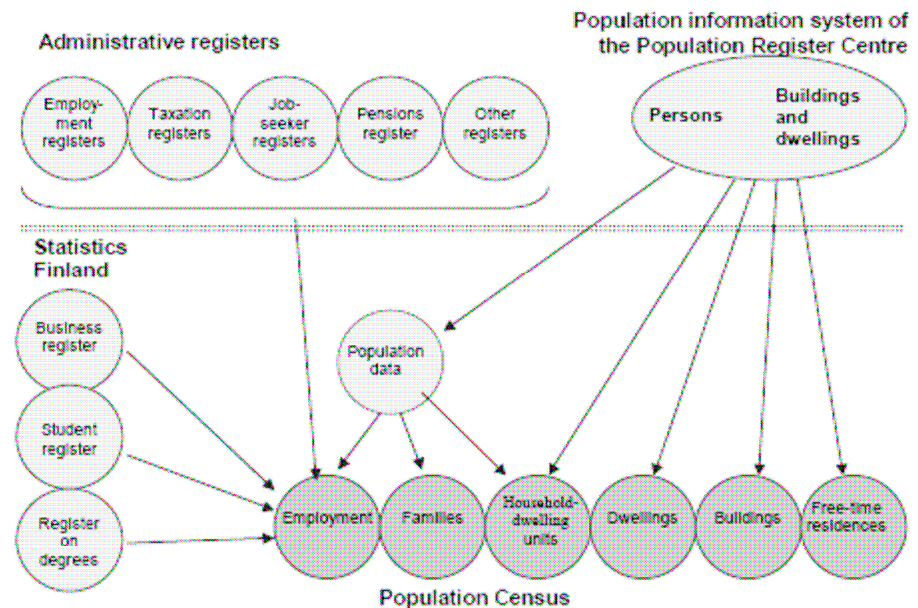 Administrative registers
Population information system of
the Population Register Centre
Employ-
ment
registers
Taxation
registers
Job-
seeker
registers
Pensions
register
Other
registers
Persons
Buildings
and
dwellings
Statistics
Finland
Business
register
Student
register
Register
on
degrees
Population
data
Employment
Families
Household-
dwelling
units
Dwellings
Buildings
Free-time
residences
Population Census